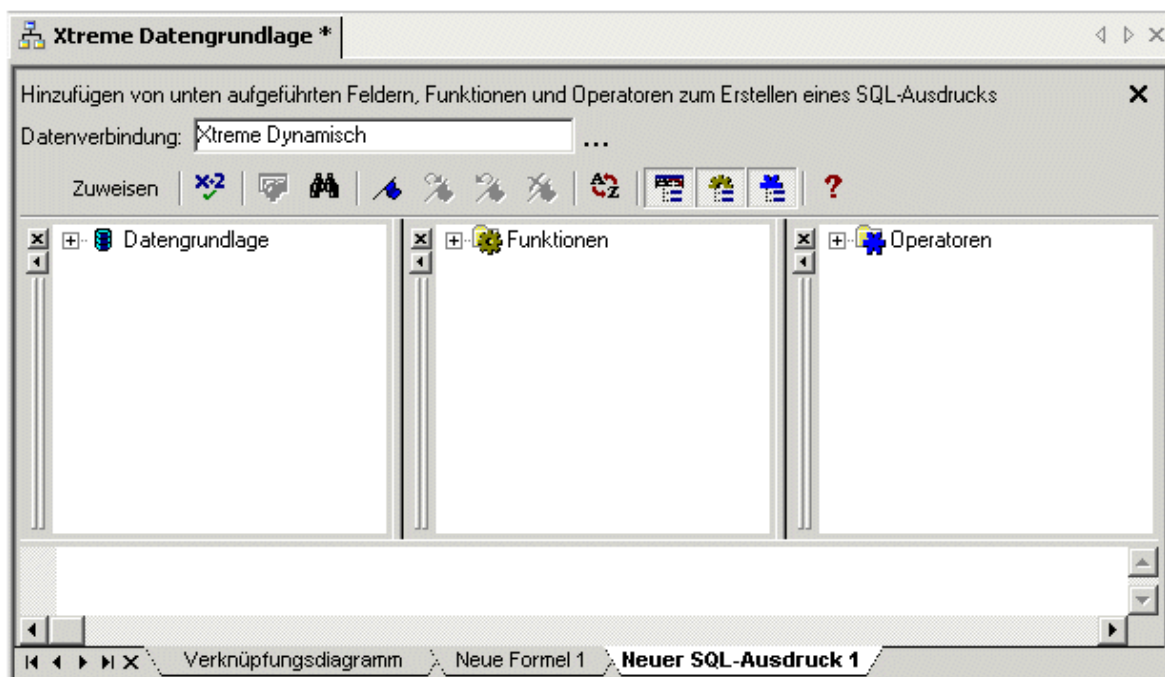 Xtreme Datengrundlage *
Hinzufügen von unten aufgeführten Feldern, Funktionen und Operatoren zum Erstellen eines SQL-Ausdrucks
Datenverbindung: Xtreme Dynamisch ...
Zuweisen X+2 A Z ?
Datengrundlage Funktionen Operatoren
Verknüpfungsdiagramm Neue Formel 1 Neuer SQL-Ausdruck 1